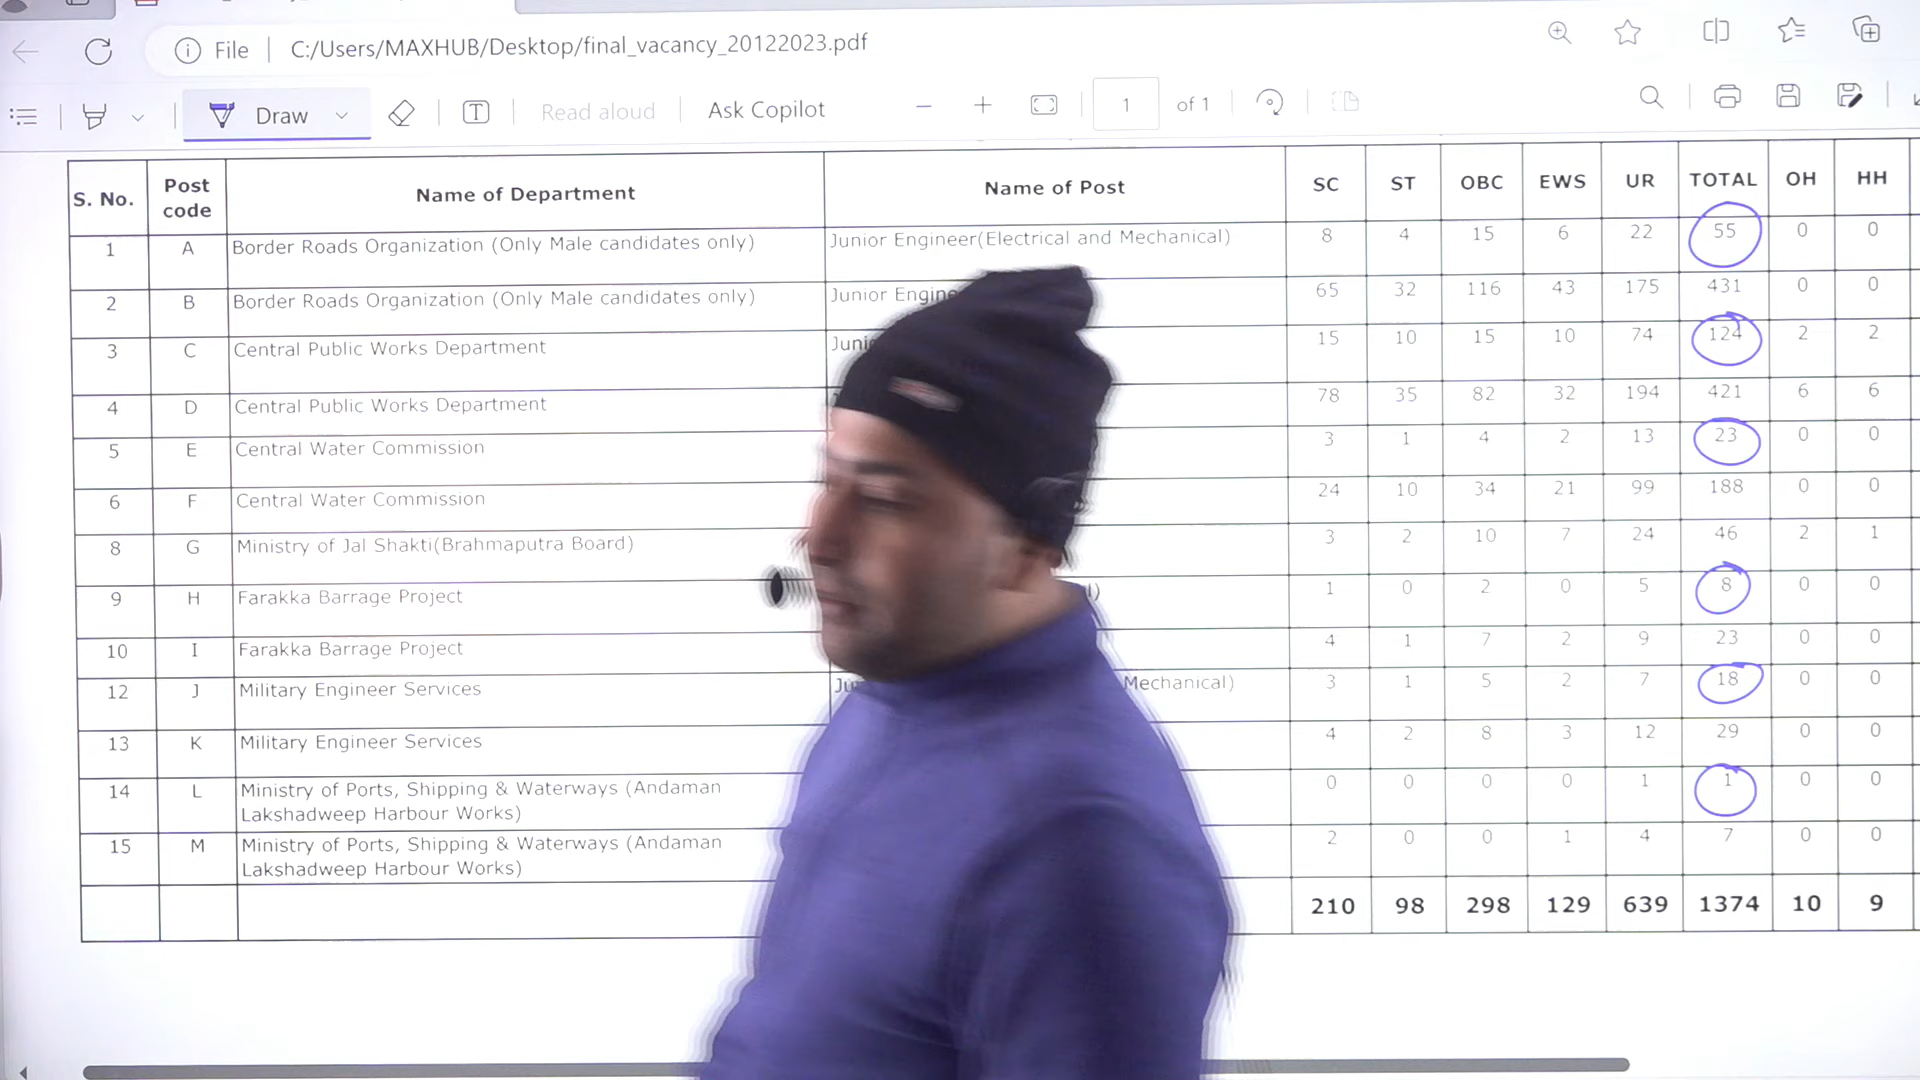 File | C:/Users/MAXHUB/Desktop/final_vacancy_20122023.pdf
Draw T Read aloud Ask Copilot 1 of 1
S. No. Post code Name of Department Name of Post SC ST OBC EWS UR TOTAL OH HH
1 A Border Roads Organization (Only Male candidates only) Junior Engineer(Electrical and Mechanical) 8 4 15 6 22 55 0 0
2 B Border Roads Organization (Only Male candidates only) Junior 65 32 116 43 175 431 0 0
3 C Central Public Works Department 15 10 15 10 74 124 2 2
4 D Central Public Works Department 78 35 82 32 194 421 6 6
5 E Central Water Commission 3 1 4 2 13 23 0 0
6 F Central Water Commission 24 10 34 21 99 188 0 0
8 G Ministry of Jal Shakti(Brahmaputra Board) 3 2 10 7 24 46 2 1
9 H Farakka Barrage Project 1 0 2 0 5 8 0 0
10 I Farakka Barrage Project 4 1 7 2 9 23 0 0
12 J Military Engineer Services Mechanical) 3 1 5 2 7 18 0 0
13 K Military Engineer Services 4 2 8 3 12 29 0 0
14 L Ministry of Ports, Shipping & Waterways (Andaman 0 0 0 0 1 1 0 0
Lakshadweep Harbour Works)
15 M Ministry of Ports, Shipping & Waterways (Andaman 2 0 0 1 4 7 0 0
Lakshadweep Harbour Works)
210 98 298 129 639 1374 10 9